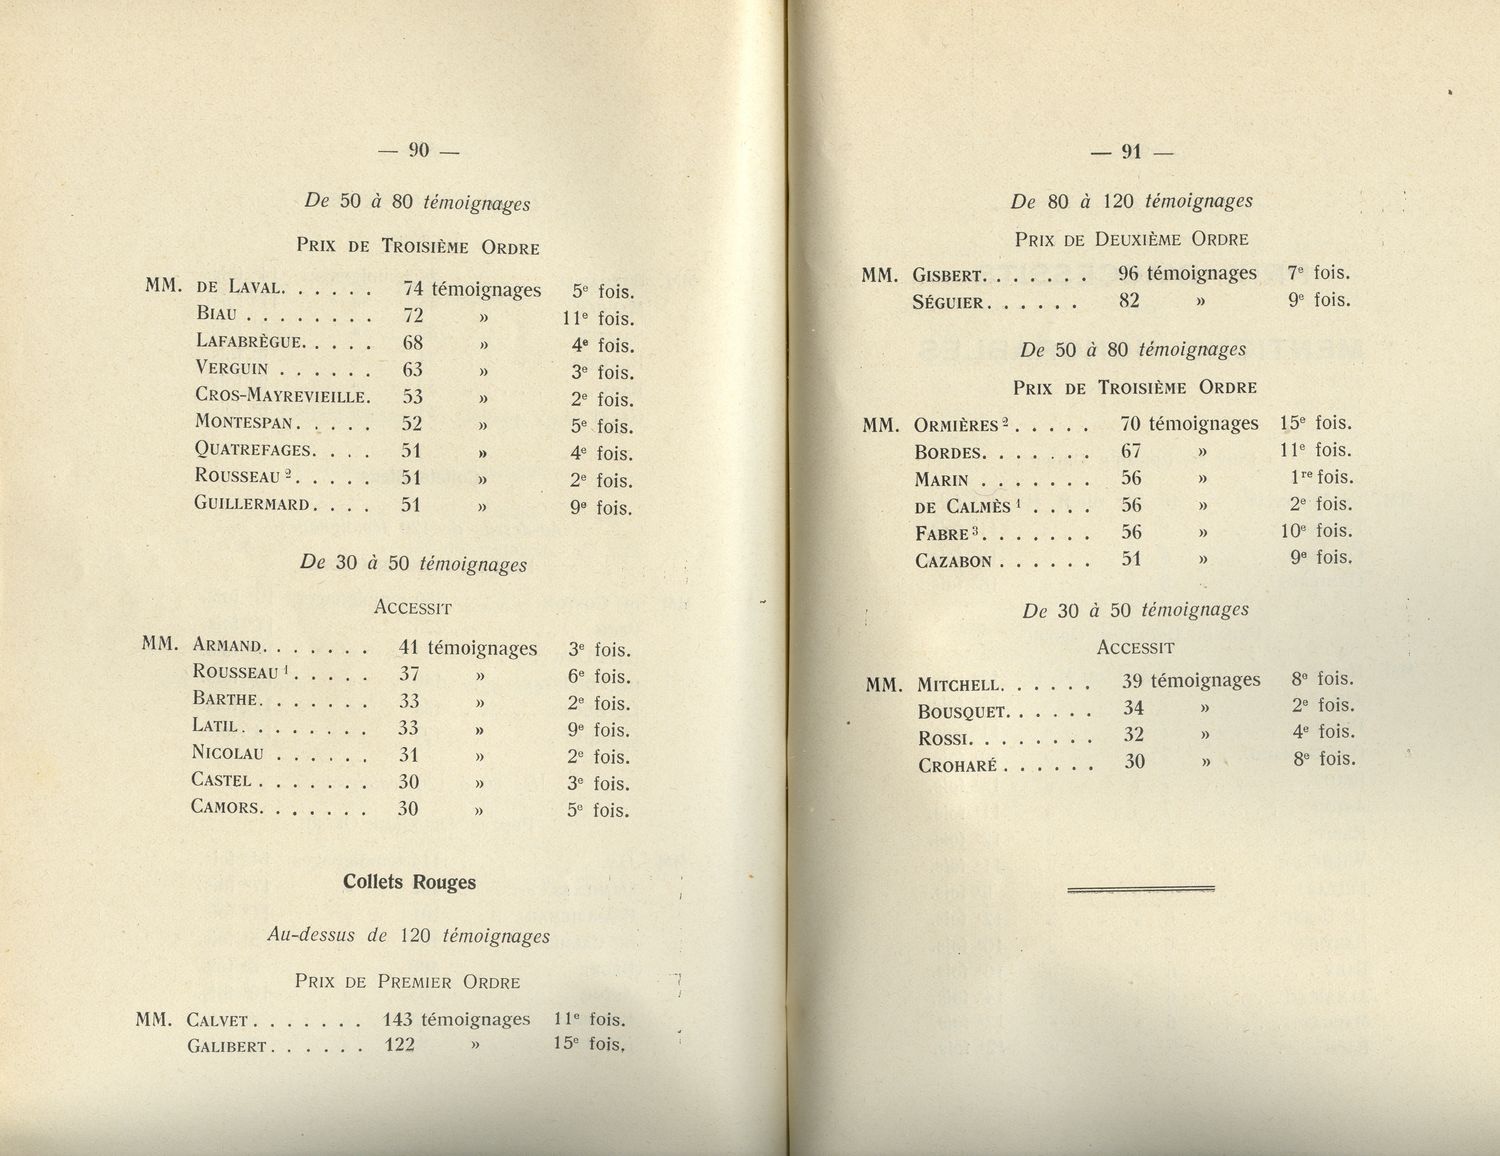 — 90 —
De 50 à 80 témoignages
PRIX DE TROISIÈME ORDRE
MM. DE LAVAL. . . . . . 74 témoignages 5e fois.
BIAU . . . . . . . . 72 » 11e fois.
LAFABRÈGUE. . . . . 68 » 4e fois.
VERGUIN . . . . . . 63 » 3e fois.
CROS-MAYREVIEILLE. 53 » 2e fois.
MONTESPAN. . . . . 52 » 5e fois.
QUATREFAGES. . . . 51 » 4e fois.
ROUSSEAU 2. . . . . 51 » 2e fois.
GUILLERMARD. . . . 51 » 9e fois.
De 30 à 50 témoignages
ACCESSIT
MM. ARMAND. . . . . . . 41 témoignages 3e fois.
ROUSSEAU 1. . . . . 37 » 6e fois.
BARTHE. . . . . . . 33 » 2e fois.
LATIL. . . . . . . . 33 » 9e fois.
NICOLAU . . . . . . 31 » 2e fois.
CASTEL . . . . . . . 30 » 3e fois.
CAMORS. . . . . . . 30 » 5e fois.
Collets Rouges
Au-dessus de 120 témoignages
PRIX DE PREMIER ORDRE
MM. CALVET. . . . . . . 143 témoignages 11e fois.
GALIBERT. . . . . . 122 » 15e fois.
— 91 —
De 80 à 120 témoignages
PRIX DE DEUXIÈME ORDRE
MM. GISBERT. . . . . . . 96 témoignages 7e fois.
SÉGUIER. . . . . . 82 » 9e fois.
De 50 à 80 témoignages
PRIX DE TROISIÈME ORDRE
MM. ORMIÈRES 2. . . . . 70 témoignages 15e fois.
BORDES. . . . . . . 67 » 11e fois.
MARIN . . . . . . . 56 » 1re fois.
DE CALMÈS 1 . . . . 56 » 2e fois.
FABRE 3. . . . . . . 56 » 10e fois.
CAZABON . . . . . . 51 » 9e fois.
De 30 à 50 témoignages
ACCESSIT
MM. MITCHELL. . . . . . 39 témoignages 8e fois.
BOUSQUET. . . . . . 34 » 2e fois.
ROSSI. . . . . . . . 32 » 4e fois.
CROHARÉ . . . . . . 30 » 8e fois.